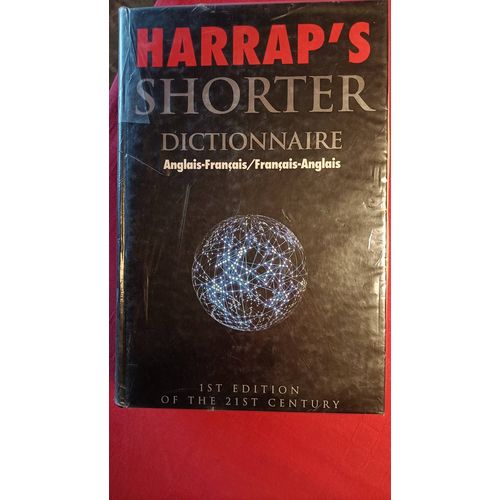 HARRAP'S
SHORTER
DICTIONNAIRE
Anglais-Français/Français-Anglais
1ST EDITION
OF THE 21ST CENTURY